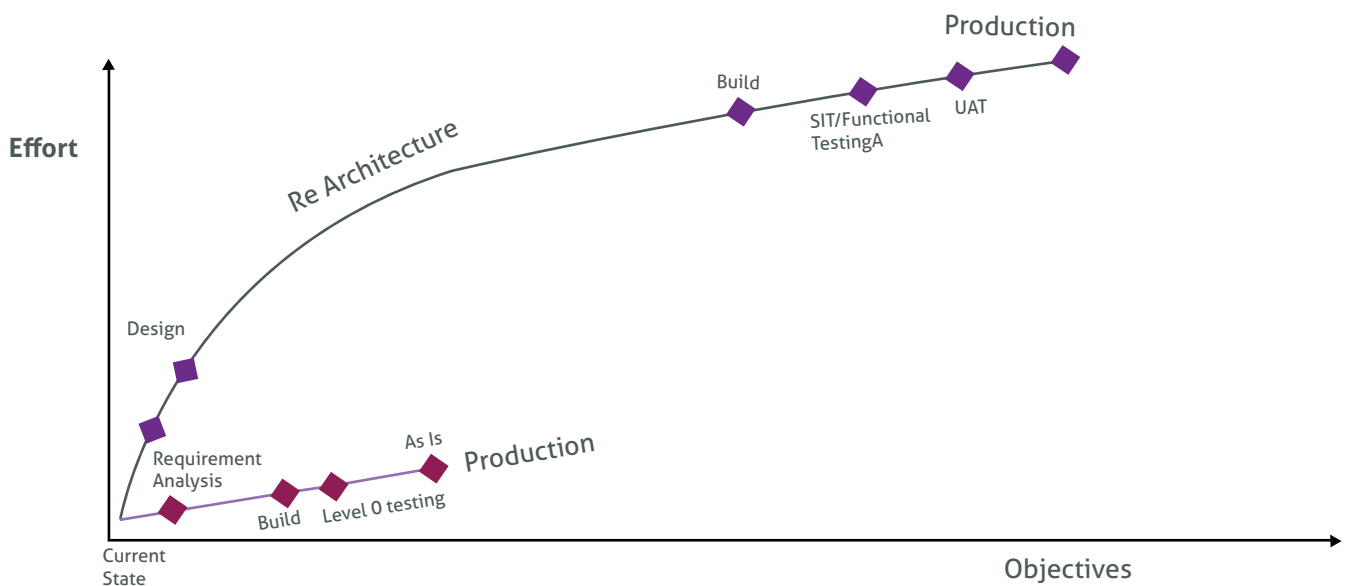 Production
Build
SIT/Functional
TestingA
UAT
Effort
Re Architecture
Design
Requirement
Analysis
As Is
Production
Build
Level 0 testing
Current
State
Objectives